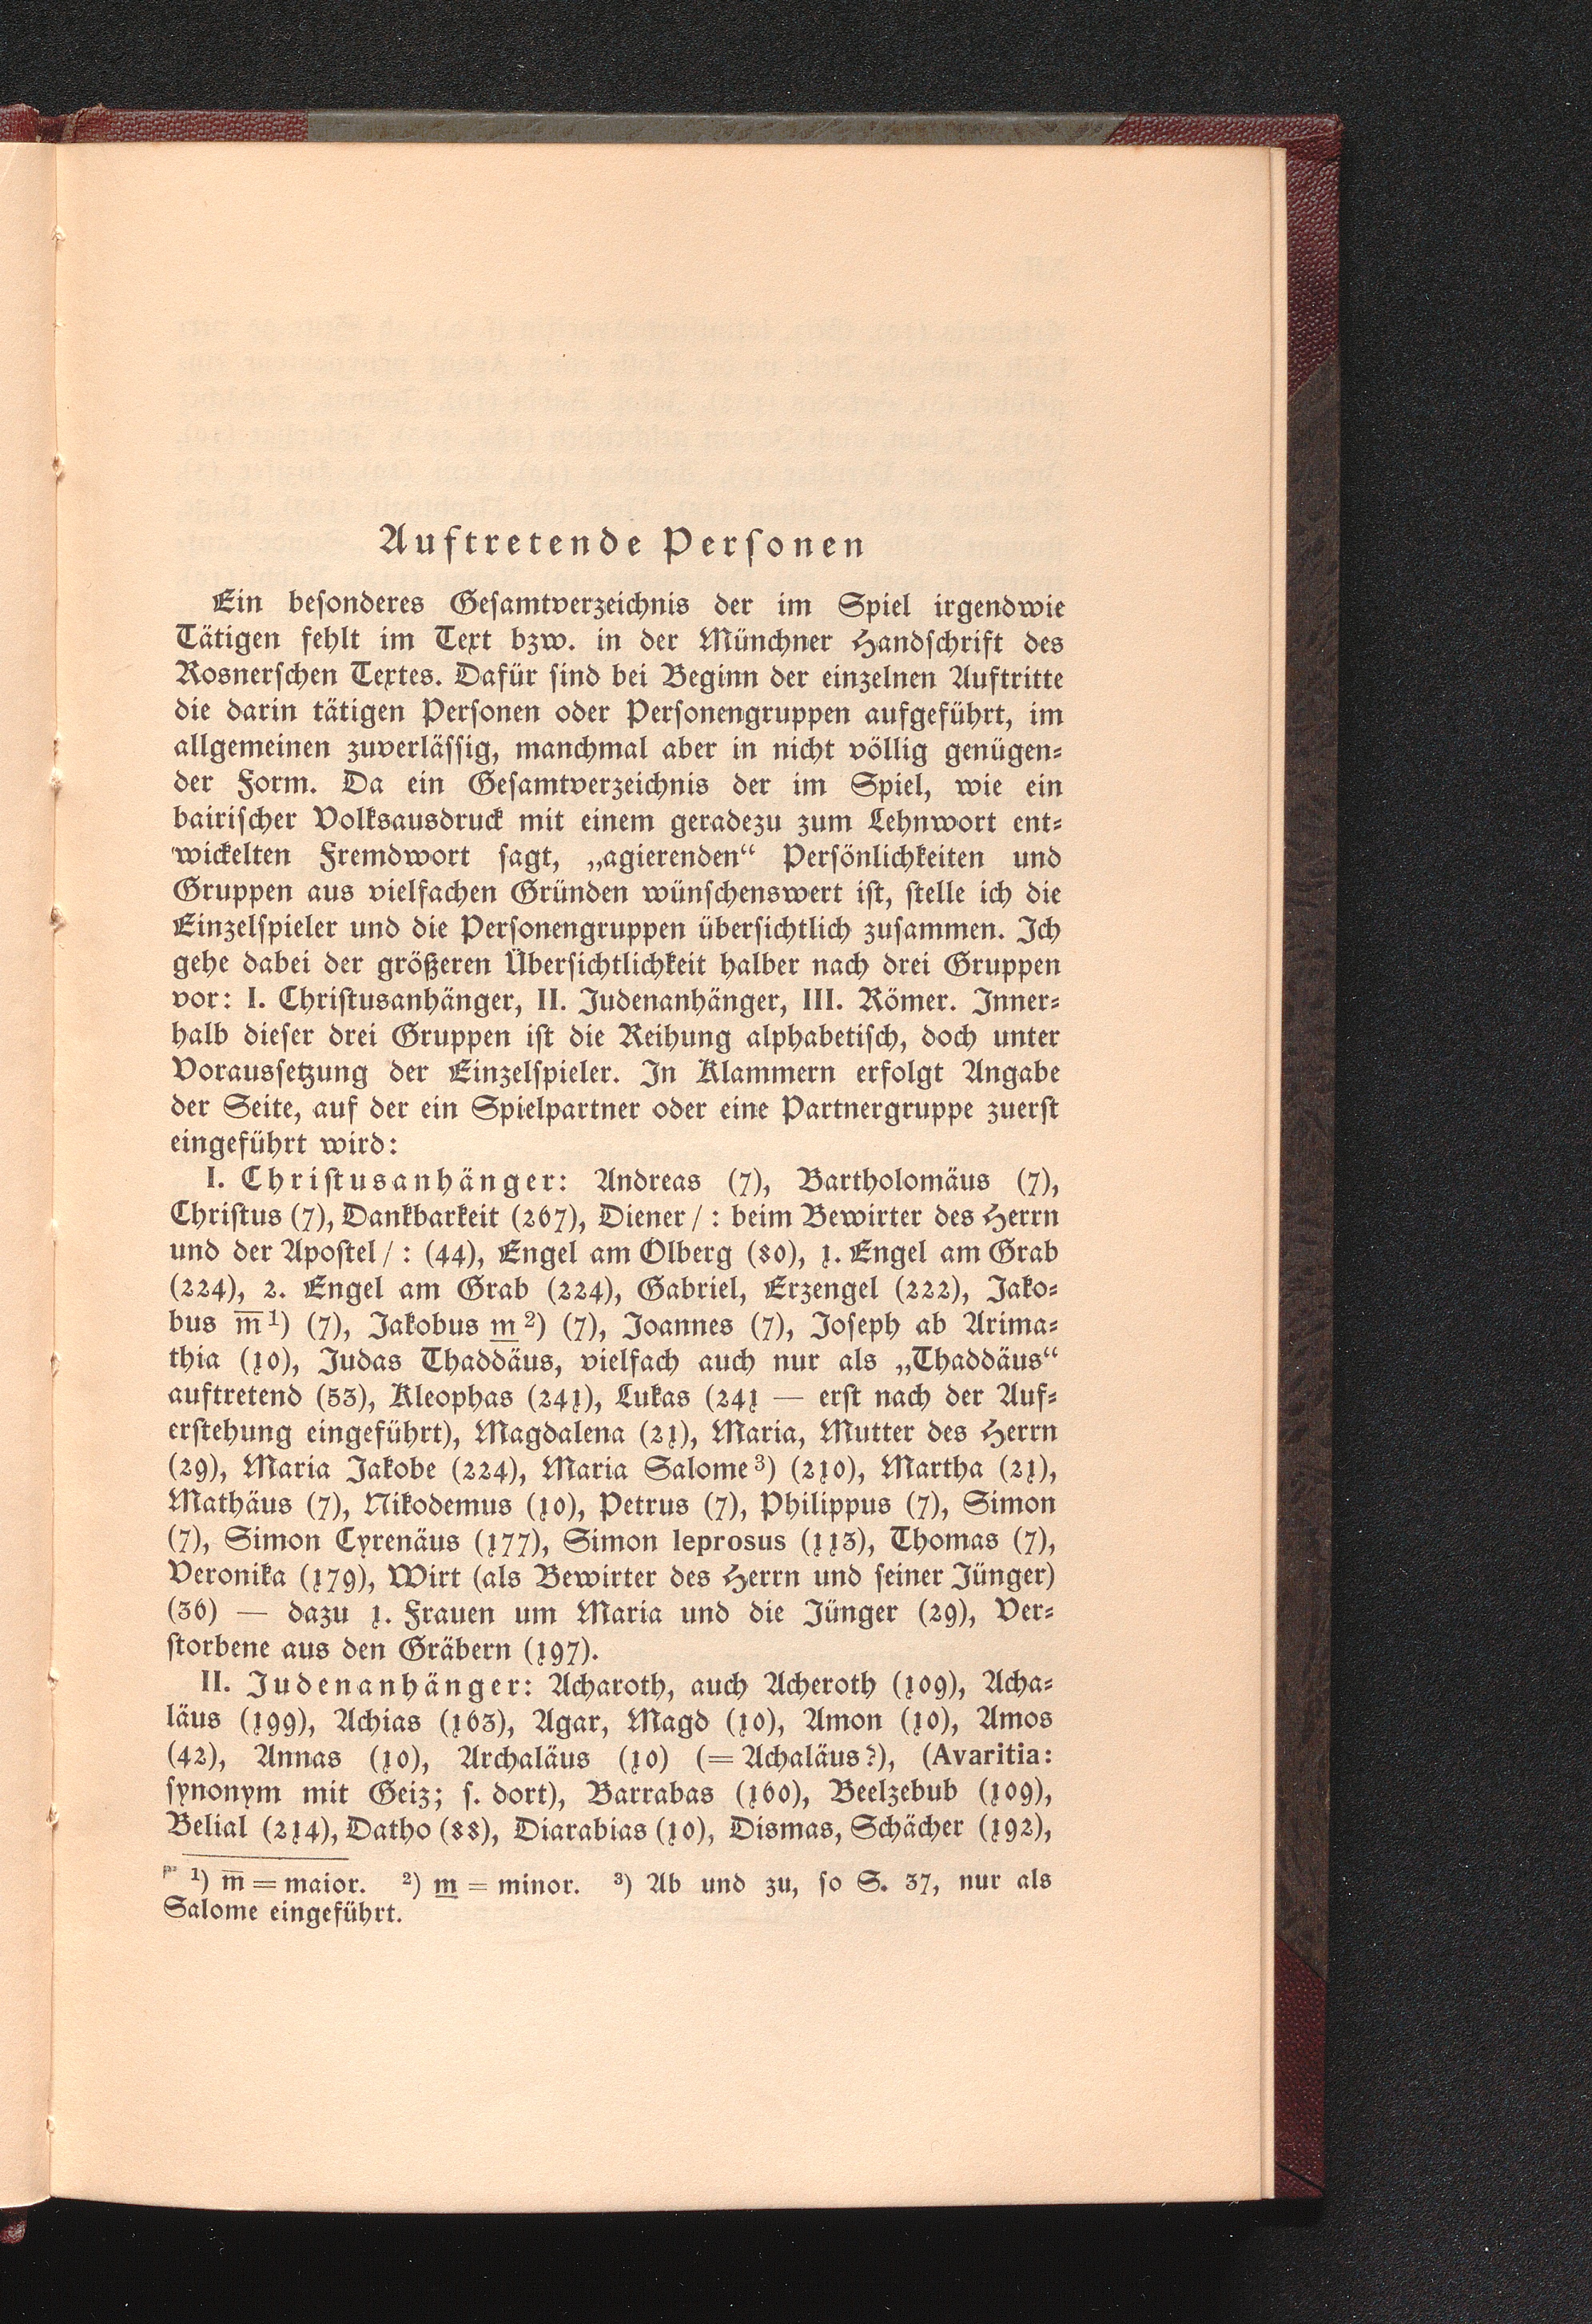 Auftretende Personen
Ein besonderes Gesamtverzeichnis der im Spiel irgendwie
Tätigen fehlt im Text bzw. in der Münchner Handschrift des
Rosnerschen Textes. Dafür sind bei Beginn der einzelnen Auftritte
die darin tätigen Personen oder Personengruppen aufgeführt, im
allgemeinen zuverlässig, manchmal aber in nicht völlig genügen-
der Form. Da ein Gesamtverzeichnis der im Spiel, wie ein
bairischer Volksausdruck mit einem geradezu zum Lehnwort ent-
wickelten Fremdwort sagt, „agierenden“ Persönlichkeiten und
Gruppen aus vielfachen Gründen wünschenswert ist, stelle ich die
Einzelspieler und die Personengruppen übersichtlich zusammen. Ich
gehe dabei der größeren Übersichtlichkeit halber nach drei Gruppen
vor: I. Christusanhänger, II. Judenanhänger, III. Römer. Inner-
halb dieser drei Gruppen ist die Reihung alphabetisch, doch unter
Voraussetzung der Einzelspieler. In Klammern erfolgt Angabe
der Seite, auf der ein Spielpartner oder eine Partnergruppe zuerst
eingeführt wird:
I. Christusanhänger: Andreas (7), Bartholomäus (7),
Christus (7), Dankbarkeit (267), Diener /: beim Bewirter des Herrn
und der Apostel /: (44), Engel am Ölberg (80), 1. Engel am Grab
(224), 2. Engel am Grab (224), Gabriel, Erzengel (222), Jako-
bus m̅ ¹) (7), Jakobus m̲ ²) (7), Joannes (7), Joseph ab Arima-
thia (10), Judas Thaddäus, vielfach auch nur als „Thaddäus“
auftretend (53), Kleophas (241), Lukas (241 — erst nach der Auf-
erstehung eingeführt), Magdalena (21), Maria, Mutter des Herrn
(29), Maria Jakobe (224), Maria Salome ³) (210), Martha (21),
Mathäus (7), Nikodemus (10), Petrus (7), Philippus (7), Simon
(7), Simon Cyrenäus (177), Simon leprosus (113), Thomas (7),
Veronika (179), Wirt (als Bewirter des Herrn und seiner Jünger)
(36) — dazu 1. Frauen um Maria und die Jünger (29), Ver-
storbene aus den Gräbern (197).
II. Judenanhänger: Acharoth, auch Acheroth (109), Acha-
läus (199), Achias (163), Agar, Magd (10), Amon (10), Amos
(42), Annas (10), Archaläus (10) (= Achaläus?), (Avaritia:
synonym mit Geiz; s. dort), Barrabas (160), Beelzebub (109),
Belial (214), Datho (88), Diarabias (10), Dismas, Schächer (192),
¹) m̅ = maior. ²) m̲ = minor. ³) Ab und zu, so S. 37, nur als
Salome eingeführt.